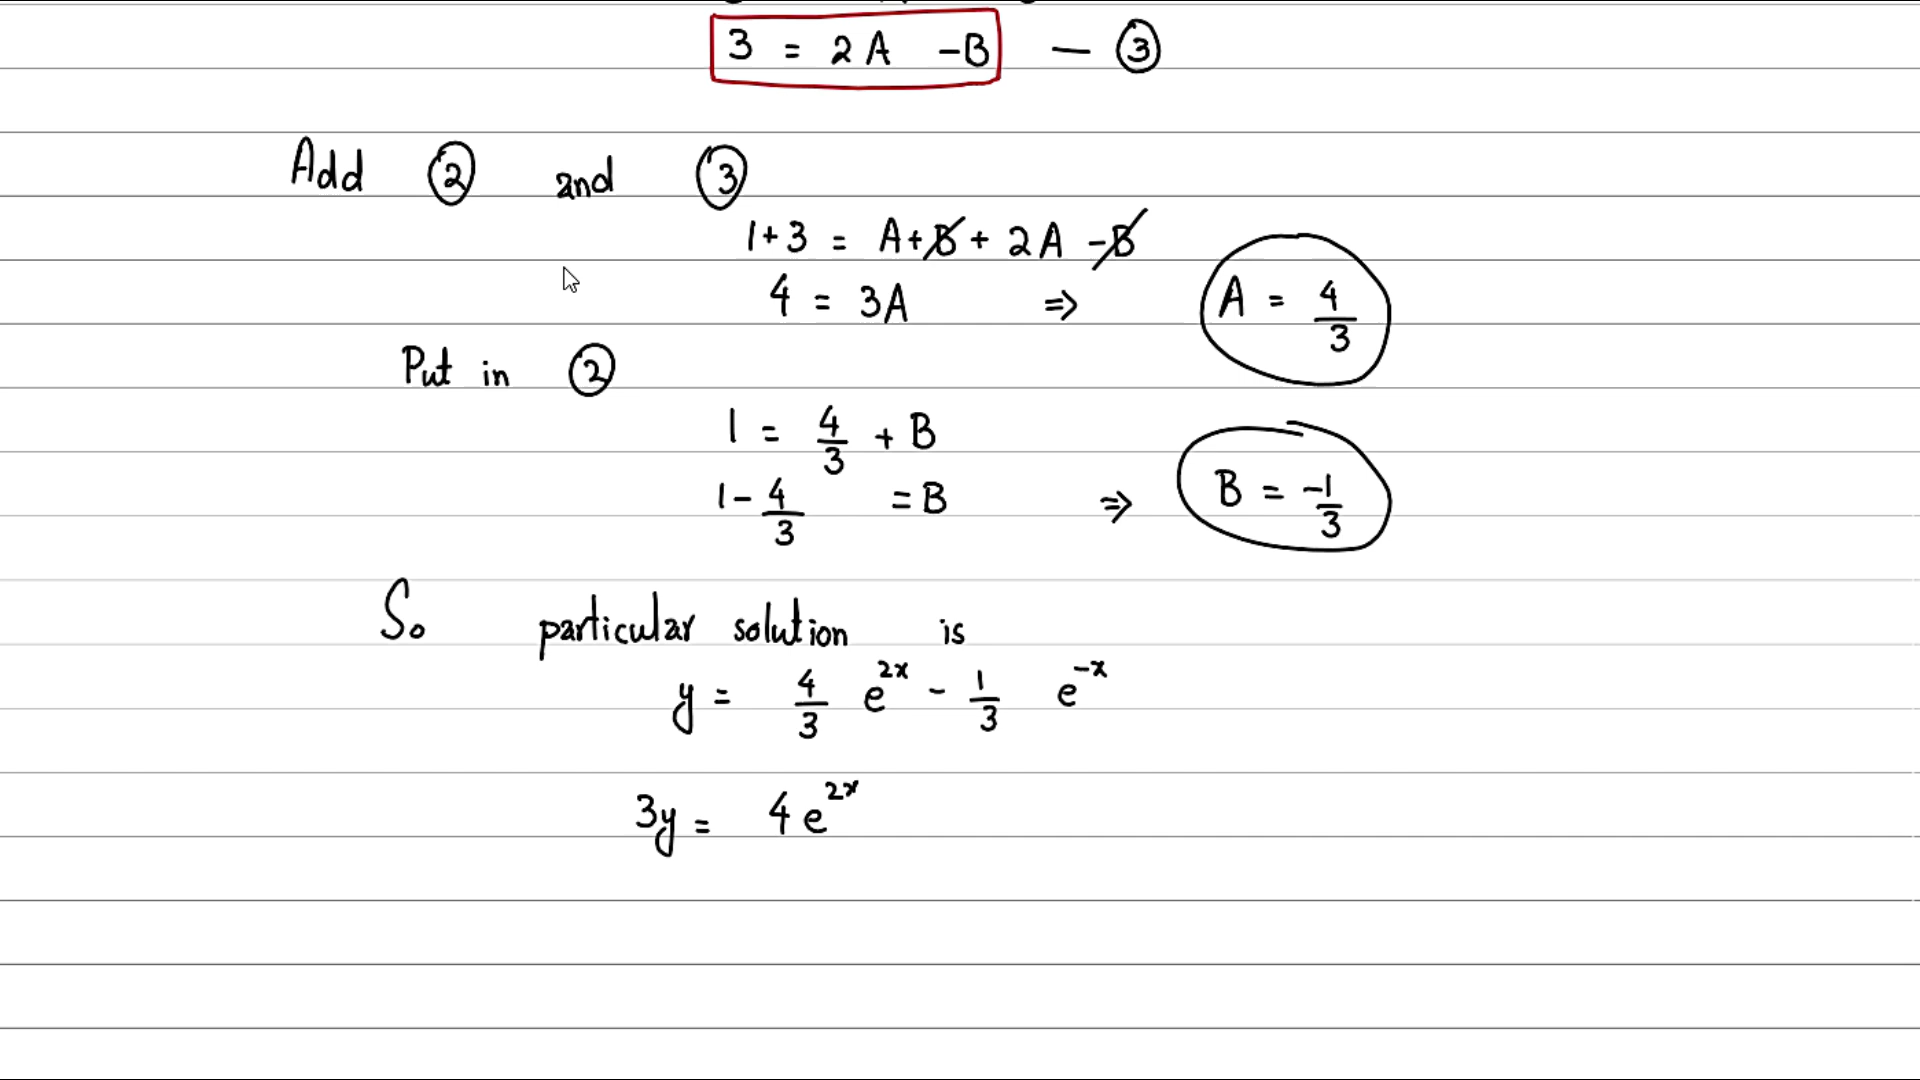 3 = 2A -B — ③
Add ② and ③
1+3 = A+B + 2A -B
4 = 3A ⇒ A = 4/3
Put in ②
1 = 4/3 + B
1- 4/3 = B ⇒ B = -1/3
So particular solution is
y = 4/3 e^2x - 1/3 e^-x
3y = 4 e^2x